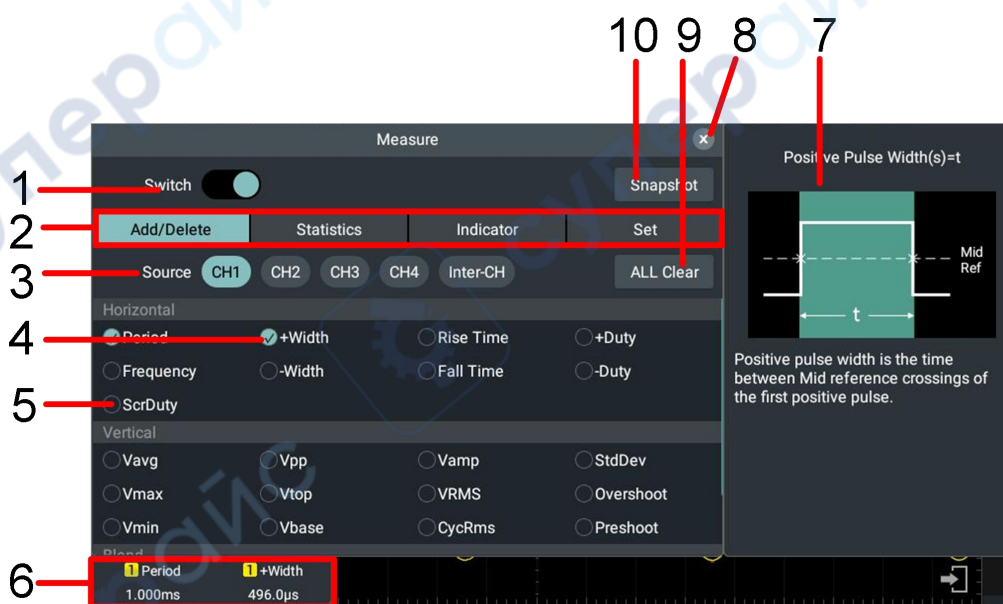 10 9 8 7
Measure
x
Positive Pulse Width(s)=t
1
Switch
Snapshot
2
Add/Delete Statistics Indicator Set
3
Source CH1 CH2 CH3 CH4 Inter-CH ALL Clear
Mid
Ref
t
Horizontal
4
Period +Width Rise Time +Duty
Frequency -Width Fall Time -Duty
5
ScrDuty
Positive pulse width is the time
between Mid reference crossings of
the first positive pulse.
Vertical
Vavg Vpp Vamp StdDev
Vmax Vtop VRMS Overshoot
Vmin Vbase CycRms Preshoot
Blend
6
1 Period 1 +Width
1.000ms 496.0μs
супер
айс